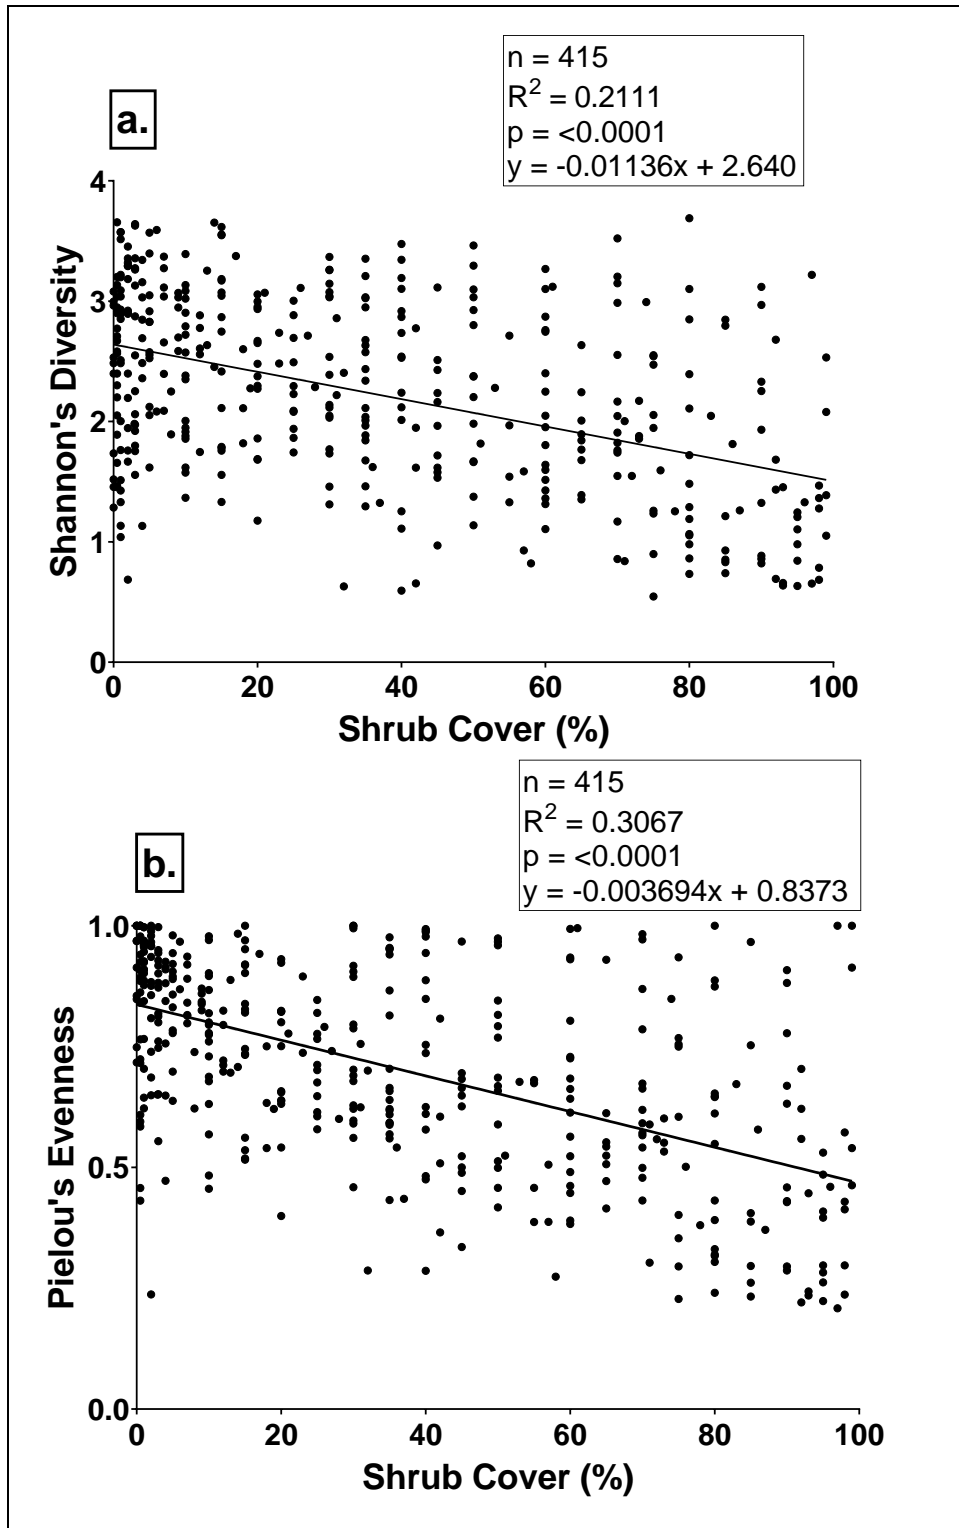 n = 415
R² = 0.2111
p = <0.0001
y = -0.01136x + 2.640
a.
4
3
2
1
0
Shannon's Diversity
0 20 40 60 80 100
Shrub Cover (%)
n = 415
R² = 0.3067
p = <0.0001
y = -0.003694x + 0.8373
b.
1.0
0.5
0.0
Pielou's Evenness
0 20 40 60 80 100
Shrub Cover (%)